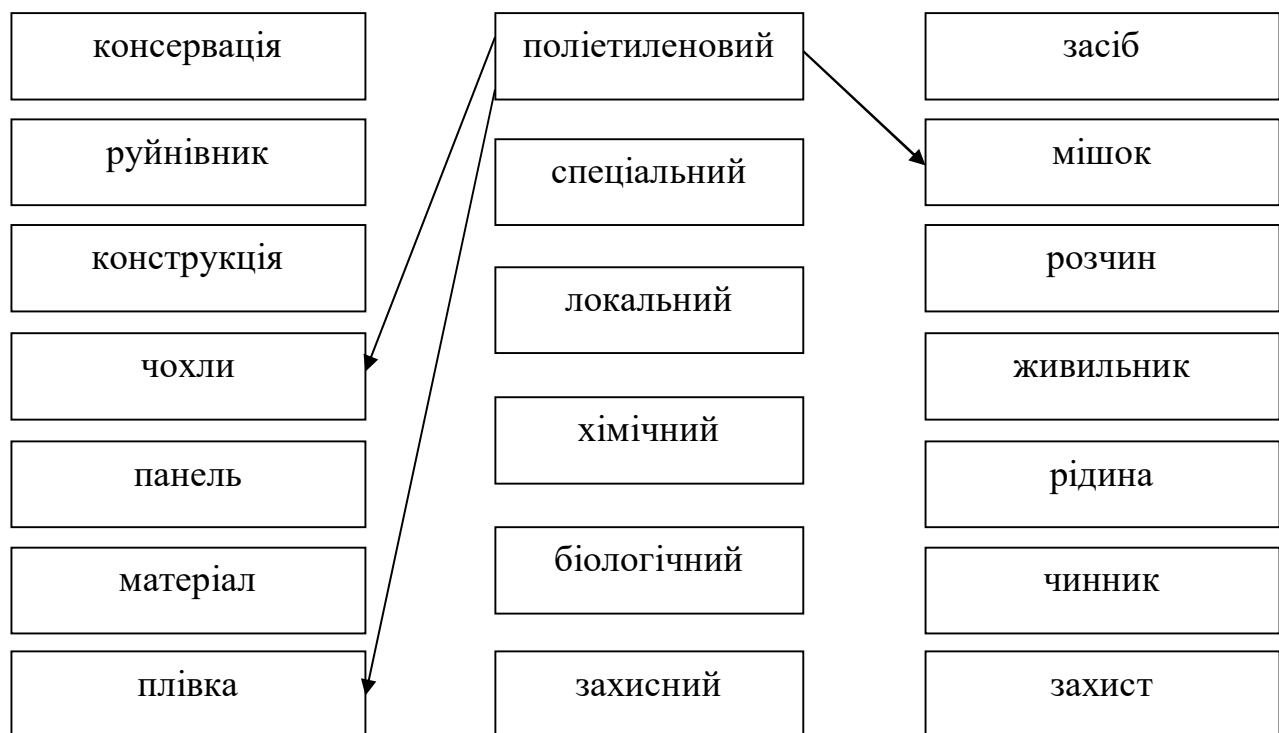 консервація
поліетиленовий
засіб
руйнівник
спеціальний
мішок
конструкція
локальний
розчин
чохли
хімічний
живильник
панель
біологічний
рідина
матеріал
чинник
плівка
захисний
захист